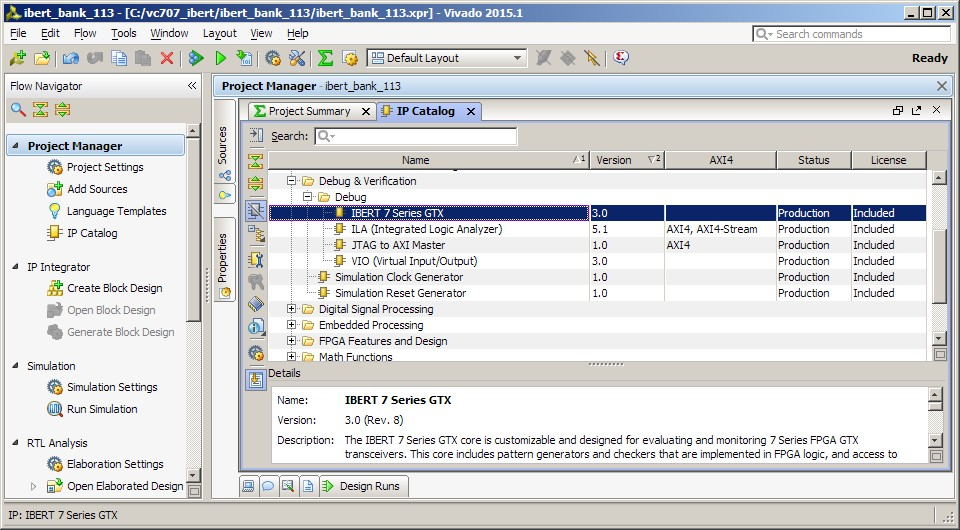 ibert_bank_113 - [C:/vc707_ibert/ibert_bank_113/ibert_bank_113.xpr] - Vivado 2015.1
File Edit Flow Tools Window Layout View Help
Search commands
Default Layout
Ready
Flow Navigator
Project Manager
Project Settings
Add Sources
Language Templates
IP Catalog
IP Integrator
Create Block Design
Open Block Design
Generate Block Design
Simulation
Simulation Settings
Run Simulation
RTL Analysis
Elaboration Settings
Open Elaborated Design
Project Manager - ibert_bank_113
Sources
Properties
Project Summary
IP Catalog
Search:
Name 1 Version 2 AXI4 Status License
Debug & Verification
Debug
IBERT 7 Series GTX 3.0 Production Included
ILA (Integrated Logic Analyzer) 5.1 AXI4, AXI4-Stream Production Included
JTAG to AXI Master 1.0 AXI4 Production Included
VIO (Virtual Input/Output) 3.0 Production Included
Simulation Clock Generator 1.0 Production Included
Simulation Reset Generator 1.0 Production Included
Digital Signal Processing
Embedded Processing
FPGA Features and Design
Math Functions
Details
Name: IBERT 7 Series GTX
Version: 3.0 (Rev. 8)
Description: The IBERT 7 Series GTX core is customizable and designed for evaluating and monitoring 7 Series FPGA GTX
transceivers. This core includes pattern generators and checkers that are implemented in FPGA logic, and access to
Design Runs
IP: IBERT 7 Series GTX